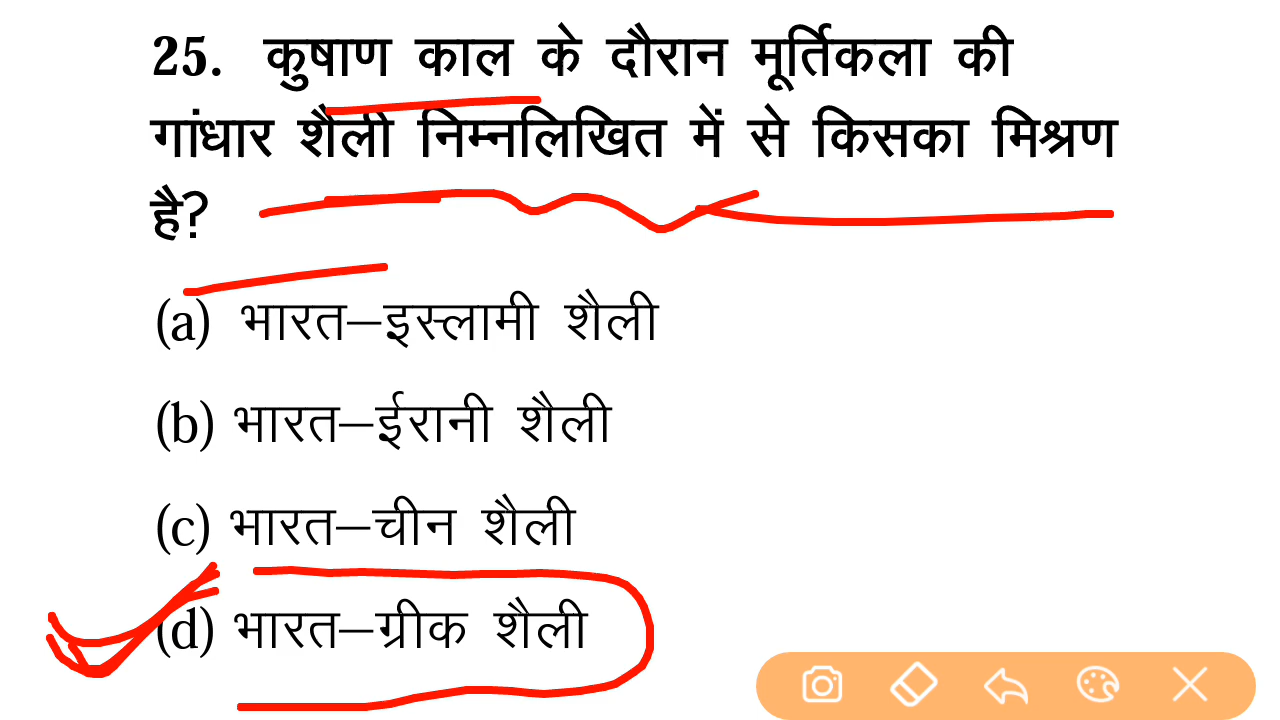 25. कुषाण काल के दौरान मूर्तिकला की
गांधार शैली निम्नलिखित में से किसका मिश्रण
है?
(a) भारत–इस्लामी शैली
(b) भारत–ईरानी शैली
(c) भारत–चीन शैली
(d) भारत–ग्रीक शैली